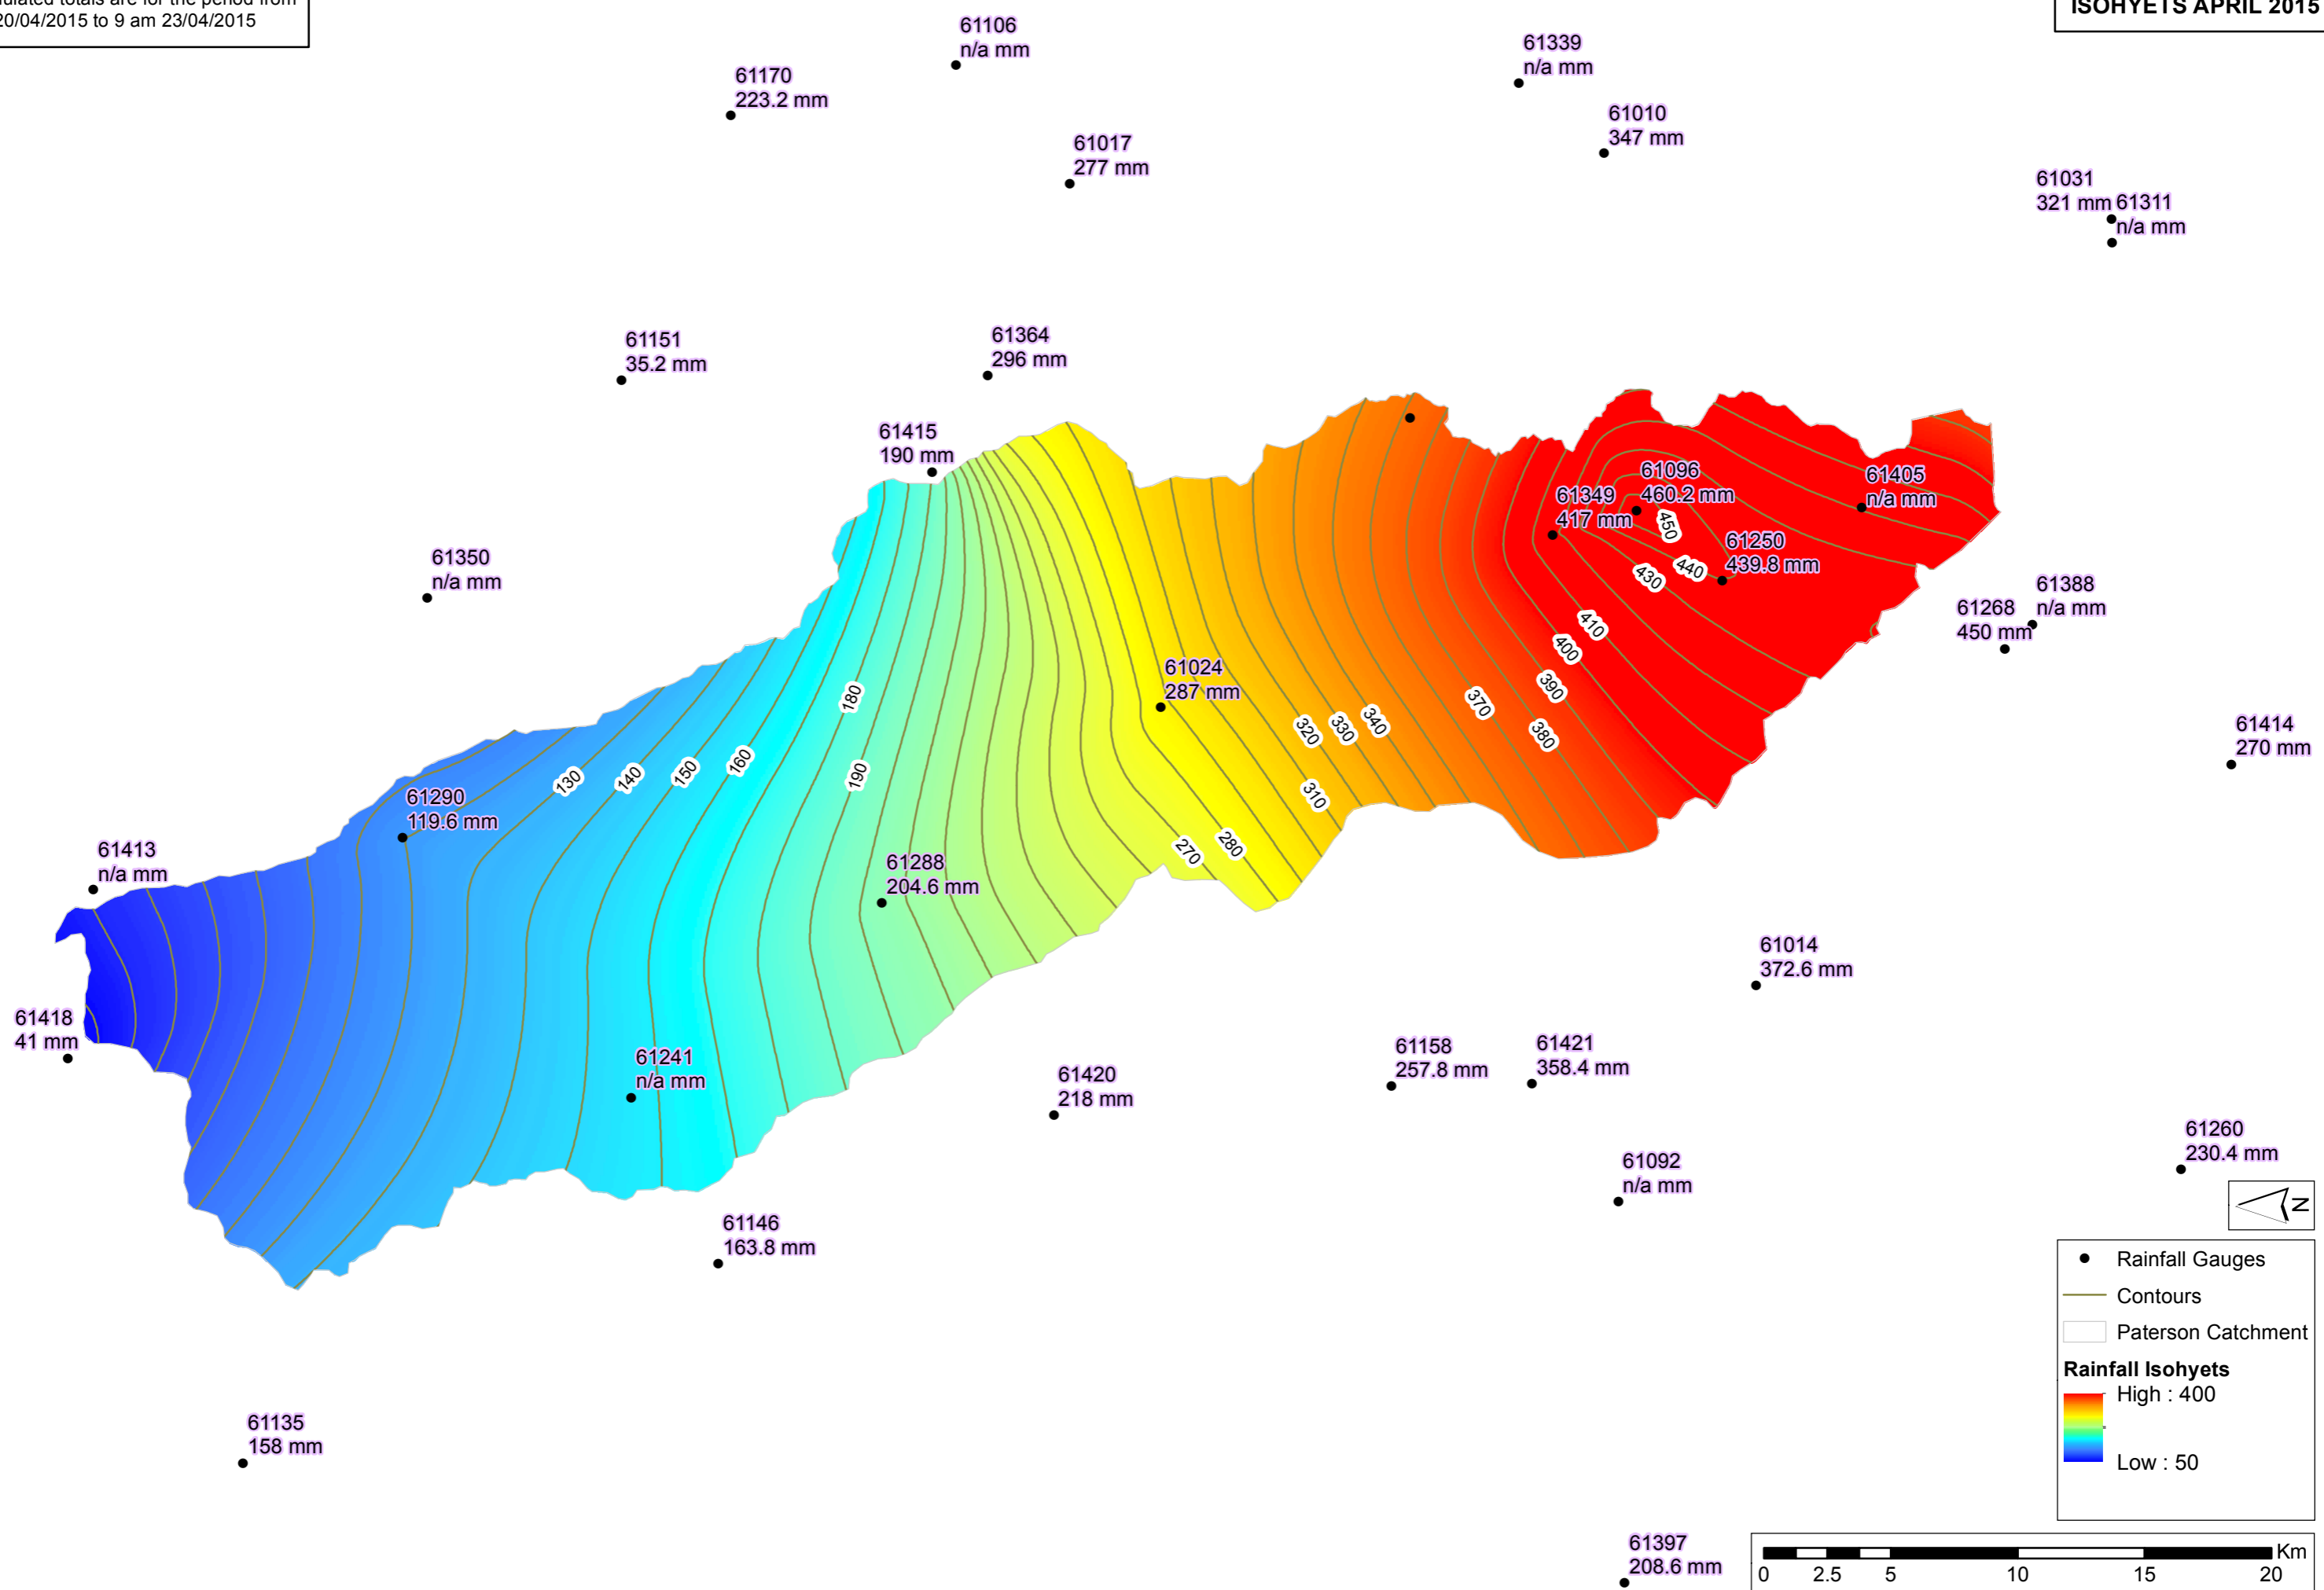 20/04/2015 to 9 am 23/04/2015
totals are for the period from
ISOHYETS APRIL 2015
61106
n/a mm
61339
n/a mm
61170
223.2 mm
61010
347 mm
61017
277 mm
61031
321 mm
61311
n/a mm
61151
35.2 mm
61364
296 mm
61415
190 mm
61096
460.2 mm
61405
n/a mm
61349
417 mm
450
61250
439.8 mm
61350
n/a mm
440
430
61388
n/a mm
61268
450 mm
410
400
61024
287 mm
180
390
370
61414
270 mm
340
330
320
380
160
150
140
130
190
310
61290
119.6 mm
280
270
61413
n/a mm
61288
204.6 mm
61014
372.6 mm
61418
41 mm
61241
n/a mm
61158
257.8 mm
61421
358.4 mm
61420
218 mm
61260
230.4 mm
61092
n/a mm
N
61146
163.8 mm
Rainfall Gauges
Contours
Paterson Catchment
Rainfall Isohyets
High : 400
Low : 50
61135
158 mm
61397
208.6 mm
Km
0 2.5 5 10 15 20